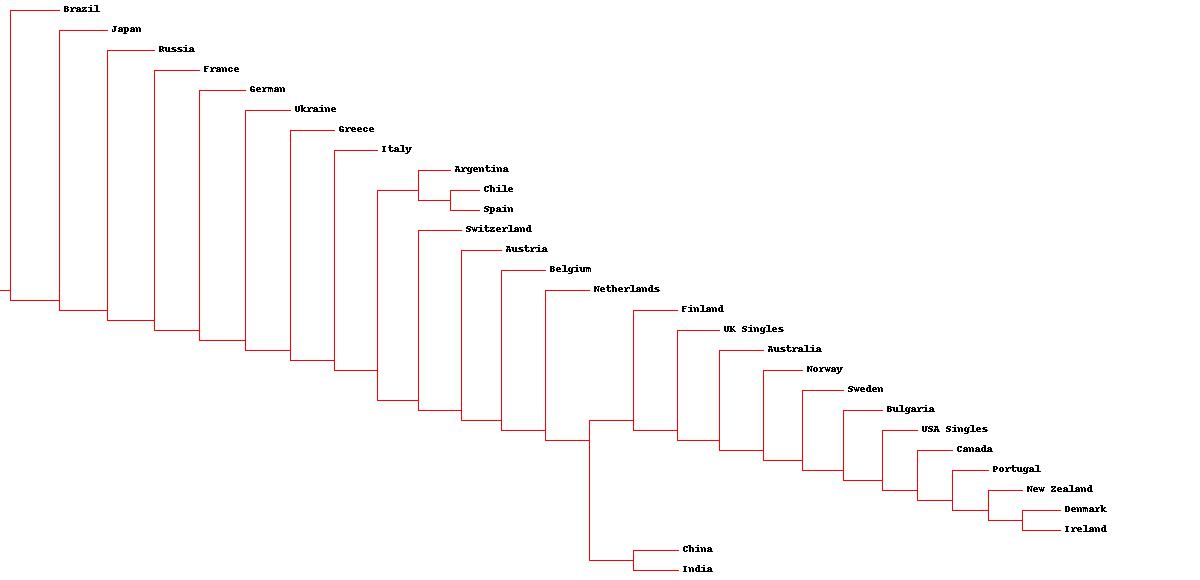 Brazil
Japan
Russia
France
German
Ukraine
Greece
Italy
Argentina
Chile
Spain
Switzerland
Austria
Belgium
Netherlands
Finland
UK Singles
Australia
Norway
Sweden
Bulgaria
USA Singles
Canada
Portugal
New Zealand
Denmark
Ireland
China
India